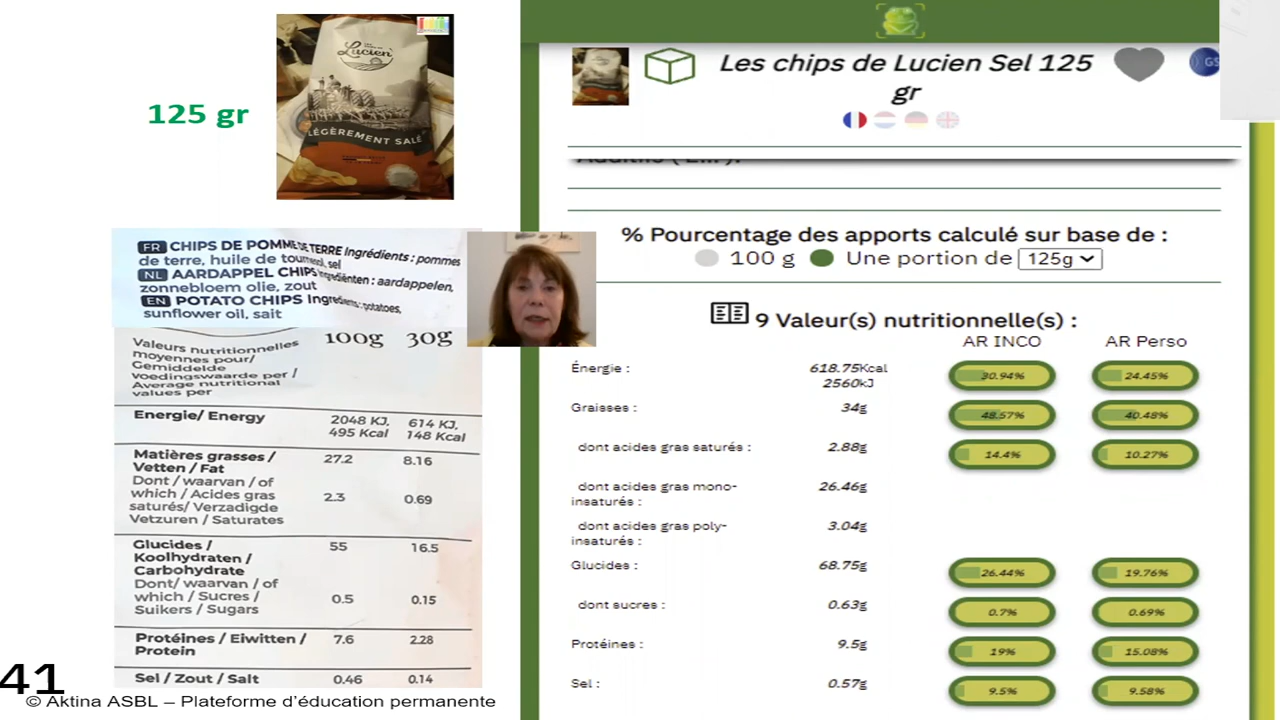 125 gr
Lucien
LÉGÈREMENT SALÉ
FR CHIPS DE POMME DE TERRE Ingrédients : pommes
de terre, huile de tournesol, sel
NL AARDAPPEL CHIPS Ingrediënten : aardappelen,
zonnebloem olie, zout
EN POTATO CHIPS Ingredients: potatoes,
sunflower oil, salt
Valeurs nutritionnelles
moyennes pour/
Gemiddelde
voedingswaarde per /
Average nutritional
values per
100g 30g
Energie/ Energy
2048 KJ, 614 KJ,
495 Kcal 148 Kcal
Matières grasses /
Vetten / Fat
27.2 8.16
Dont / waarvan / of
which / Acides gras
saturés/ Verzadigde
Vetzuren / Saturates
2.3 0.69
Glucides /
Koolhydraten /
Carbohydrate
55 16.5
Dont/ waarvan / of
which / Sucres /
Suikers / Sugars
0.5 0.15
Protéines / Eiwitten /
Protein
7.6 2.28
Sel / Zout / Salt 0.46 0.14
41
© Aktina ASBL – Plateforme d'éducation permanente
Les chips de Lucien Sel 125
gr
GS
% Pourcentage des apports calculé sur base de :
100 g Une portion de 125g
9 Valeur(s) nutritionnelle(s) :
AR INCO AR Perso
Énergie : 618.75Kcal 30.94% 24.45%
2560kJ
Graisses : 34g 48.57% 40.48%
dont acides gras saturés : 2.88g 14.4% 10.27%
dont acides gras mono-
insaturés : 26.46g
dont acides gras poly-
insaturés : 3.04g
Glucides : 68.75g 26.44% 19.76%
dont sucres : 0.63g 0.7% 0.69%
Protéines : 9.5g 19% 15.08%
Sel : 0.57g 9.5% 9.58%